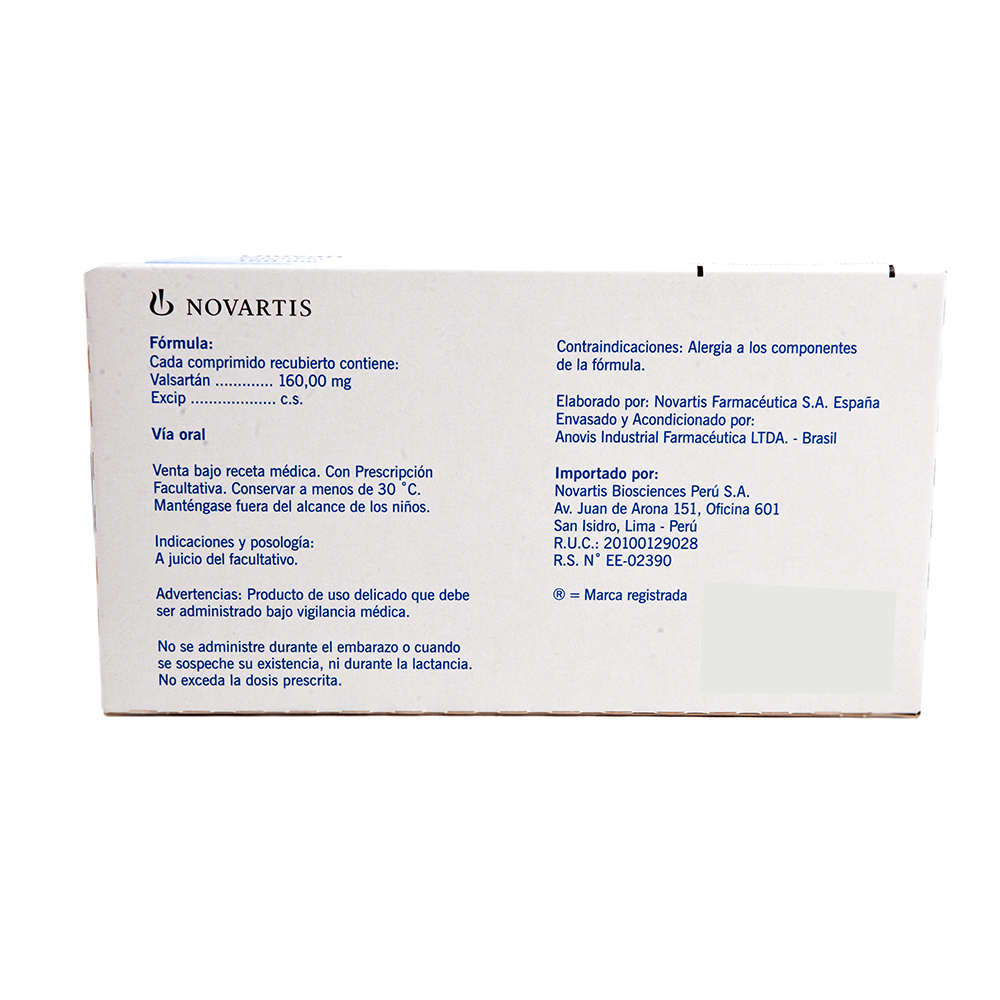 NOVARTIS
Fórmula:
Cada comprimido recubierto contiene:
Valsartán ............. 160,00 mg
Excip ................... c.s.
Vía oral
Venta bajo receta médica. Con Prescripción
Facultativa. Conservar a menos de 30 °C.
Manténgase fuera del alcance de los niños.
Indicaciones y posología:
A juicio del facultativo.
Advertencias: Producto de uso delicado que debe
ser administrado bajo vigilancia médica.
No se administre durante el embarazo o cuando
se sospeche su existencia, ni durante la lactancia.
No exceda la dosis prescrita.
Contraindicaciones: Alergia a los componentes
de la fórmula.
Elaborado por: Novartis Farmacéutica S.A. España
Envasado y Acondicionado por:
Anovis Industrial Farmacéutica LTDA. - Brasil
Importado por:
Novartis Biosciences Perú S.A.
Av. Juan de Arona 151, Oficina 601
San Isidro, Lima - Perú
R.U.C.: 20100129028
R.S. N° EE-02390
® = Marca registrada